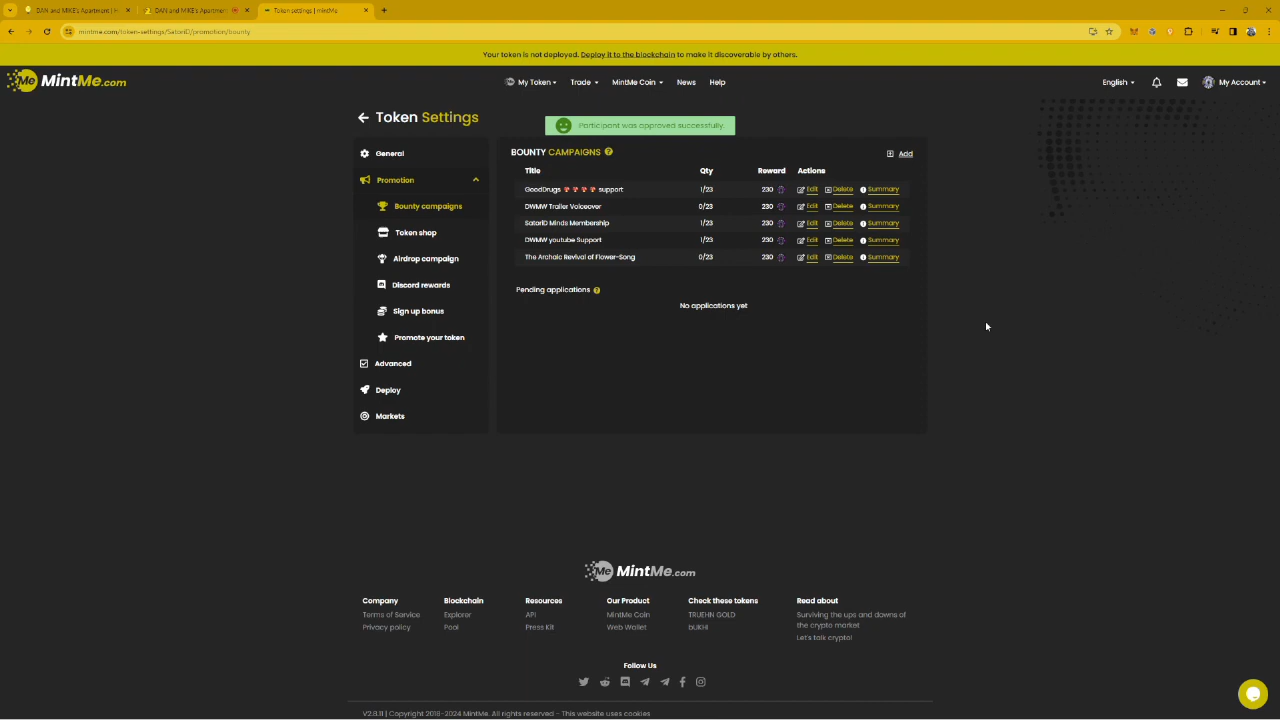 DAN and MIKE's Apartment | H
DAN and MIKE's Apartment
Token settings | mintMe
mintme.com/token-settings/SatoriD/promotion/bounty
Your token is not deployed. Deploy it to the blockchain to make it discoverable by others.
Me MintMe.com
My Token
Trade
MintMe Coin
News
Help
English
My Account
Token Settings
Participant was approved successfully.
General
Promotion
Bounty campaigns
Token shop
Airdrop campaign
Discord rewards
Sign up bonus
Promote your token
Advanced
Deploy
Markets
BOUNTY CAMPAIGNS ?
Add
Title Qty Reward Actions
GoodDrugs 🍄 🍄 🍄 🍄 support 1/23 230 Edit Delete Summary
DWMW Trailer Voiceover 0/23 230 Edit Delete Summary
SatoriD Minds Membership 1/23 230 Edit Delete Summary
DWMW youtube Support 1/23 230 Edit Delete Summary
The Archaic Revival of Flower-Song 0/23 230 Edit Delete Summary
Pending applications ?
No applications yet
Me MintMe.com
Company Blockchain Resources Our Product Check these tokens Read about
Terms of Service Explorer API MintMe Coin TRUEHN GOLD Surviving the ups and downs of
the crypto market
Privacy policy Pool Press Kit Web Wallet bUKHI
Let's talk crypto!
Follow Us
V2.8.11 | Copyright 2018-2024 MintMe. All rights reserved – This website uses cookies